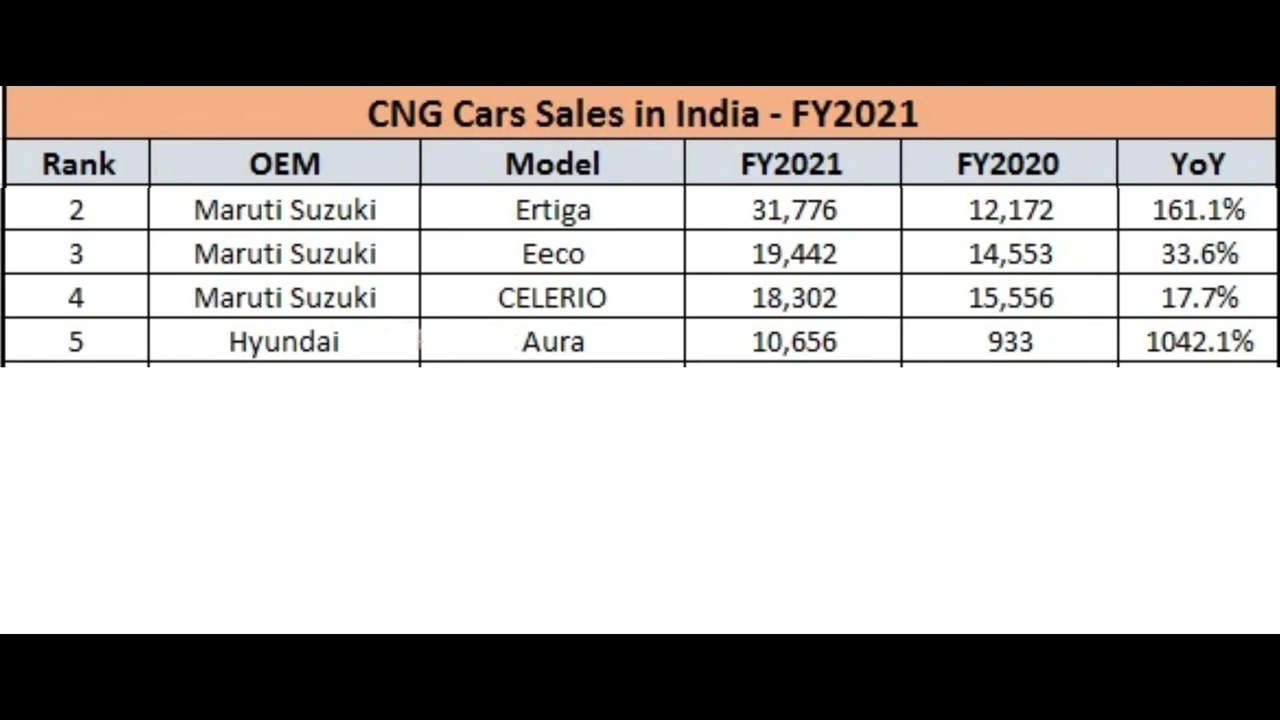 CNG Cars Sales in India - FY2021
Rank OEM Model FY2021 FY2020 YoY
2 Maruti Suzuki Ertiga 31,776 12,172 161.1%
3 Maruti Suzuki Eeco 19,442 14,553 33.6%
4 Maruti Suzuki CELERIO 18,302 15,556 17.7%
5 Hyundai Aura 10,656 933 1042.1%